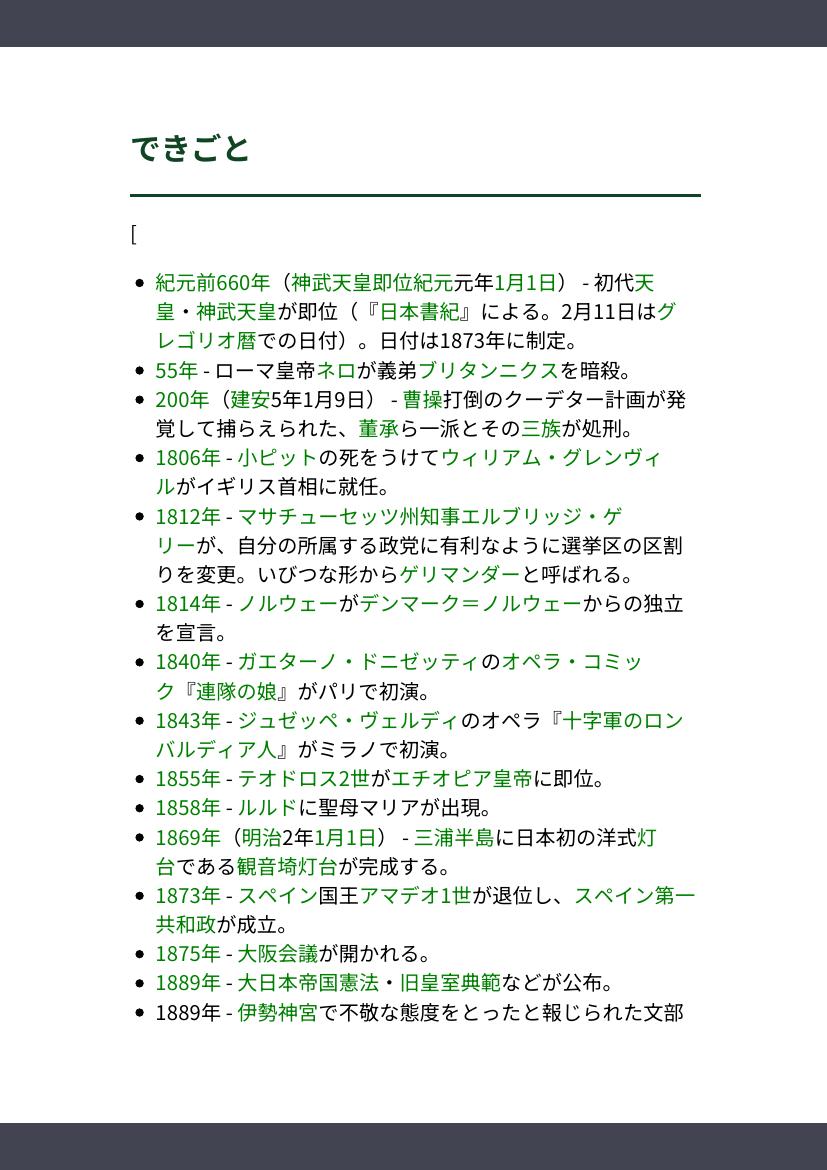 できごと
[
紀元前660年（神武天皇即位紀元元年1月1日） - 初代天
皇・神武天皇が即位（『日本書紀』による。2月11日はグ
レゴリオ暦での日付）。日付は1873年に制定。
55年 - ローマ皇帝ネロが義弟ブリタンニクスを暗殺。
200年（建安5年1月9日） - 曹操打倒のクーデター計画が発
覚して捕らえられた、董承ら一派とその三族が処刑。
1806年 - 小ピットの死をうけてウィリアム・グレンヴィ
ルがイギリス首相に就任。
1812年 - マサチューセッツ州知事エルブリッジ・ゲ
リーが、自分の所属する政党に有利なように選挙区の区割
りを変更。いびつな形からゲリマンダーと呼ばれる。
1814年 - ノルウェーがデンマーク＝ノルウェーからの独立
を宣言。
1840年 - ガエターノ・ドニゼッティのオペラ・コミッ
ク『連隊の娘』がパリで初演。
1843年 - ジュゼッペ・ヴェルディのオペラ『十字軍のロン
バルディア人』がミラノで初演。
1855年 - テオドロス2世がエチオピア皇帝に即位。
1858年 - ルルドに聖母マリアが出現。
1869年（明治2年1月1日） - 三浦半島に日本初の洋式灯
台である観音埼灯台が完成する。
1873年 - スペイン国王アマデオ1世が退位し、スペイン第一
共和政が成立。
1875年 - 大阪会議が開かれる。
1889年 - 大日本帝国憲法・旧皇室典範などが公布。
1889年 - 伊勢神宮で不敬な態度をとったと報じられた文部